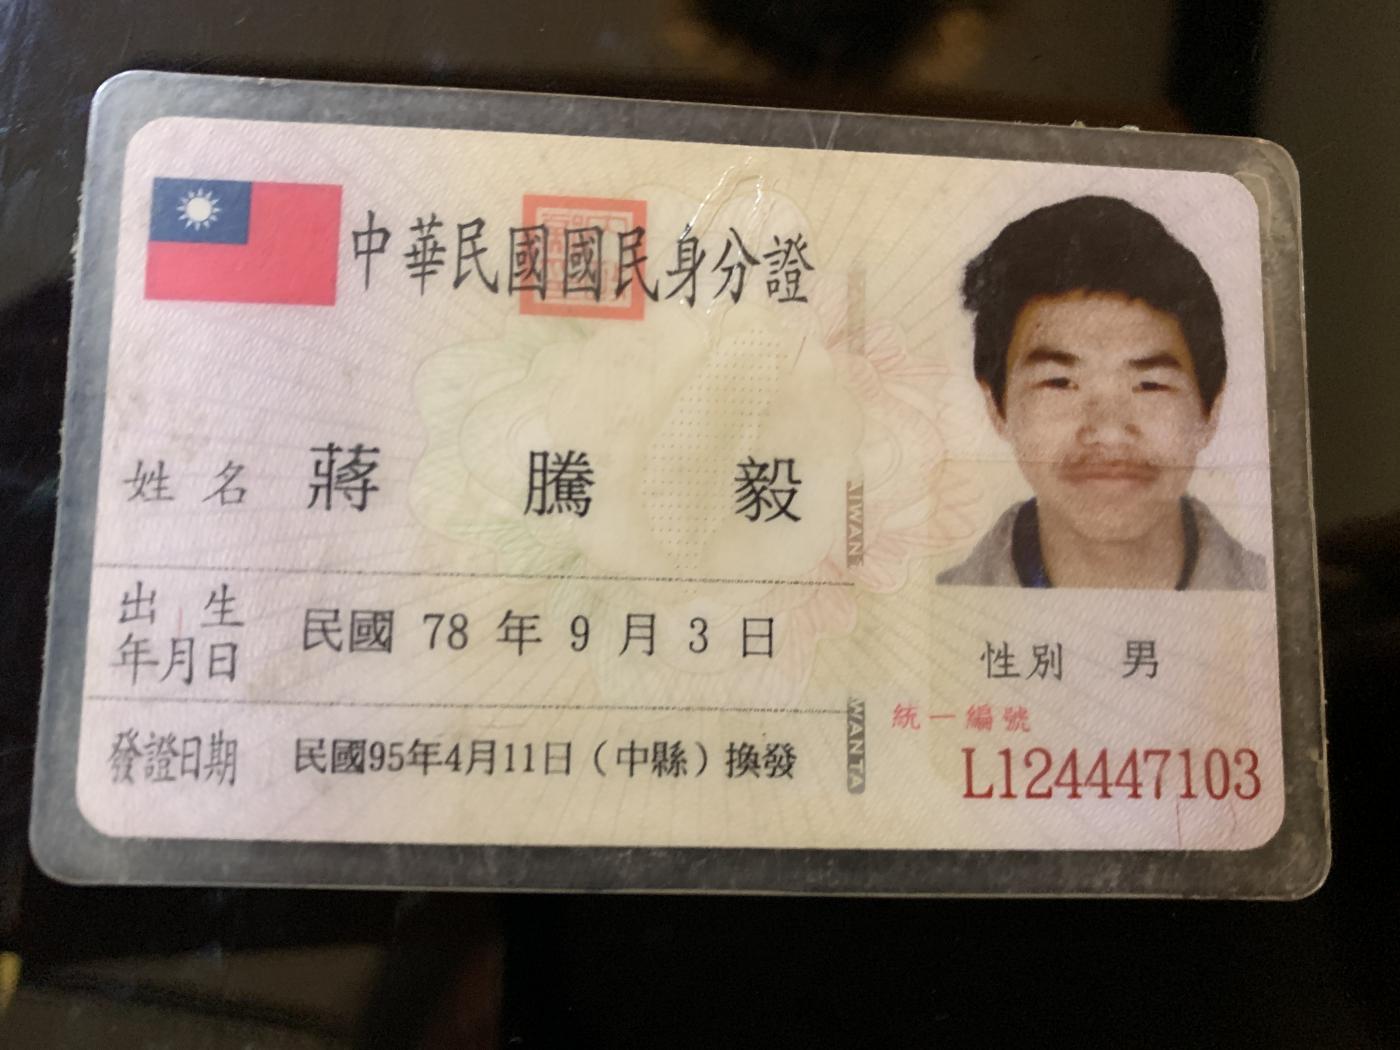 中華民國國民身分證
姓名 蔣騰毅
出生年月日 民國 78 年 9 月 3 日
發證日期 民國95年4月11日（中縣）換發
性別 男
統一編號
L124447103